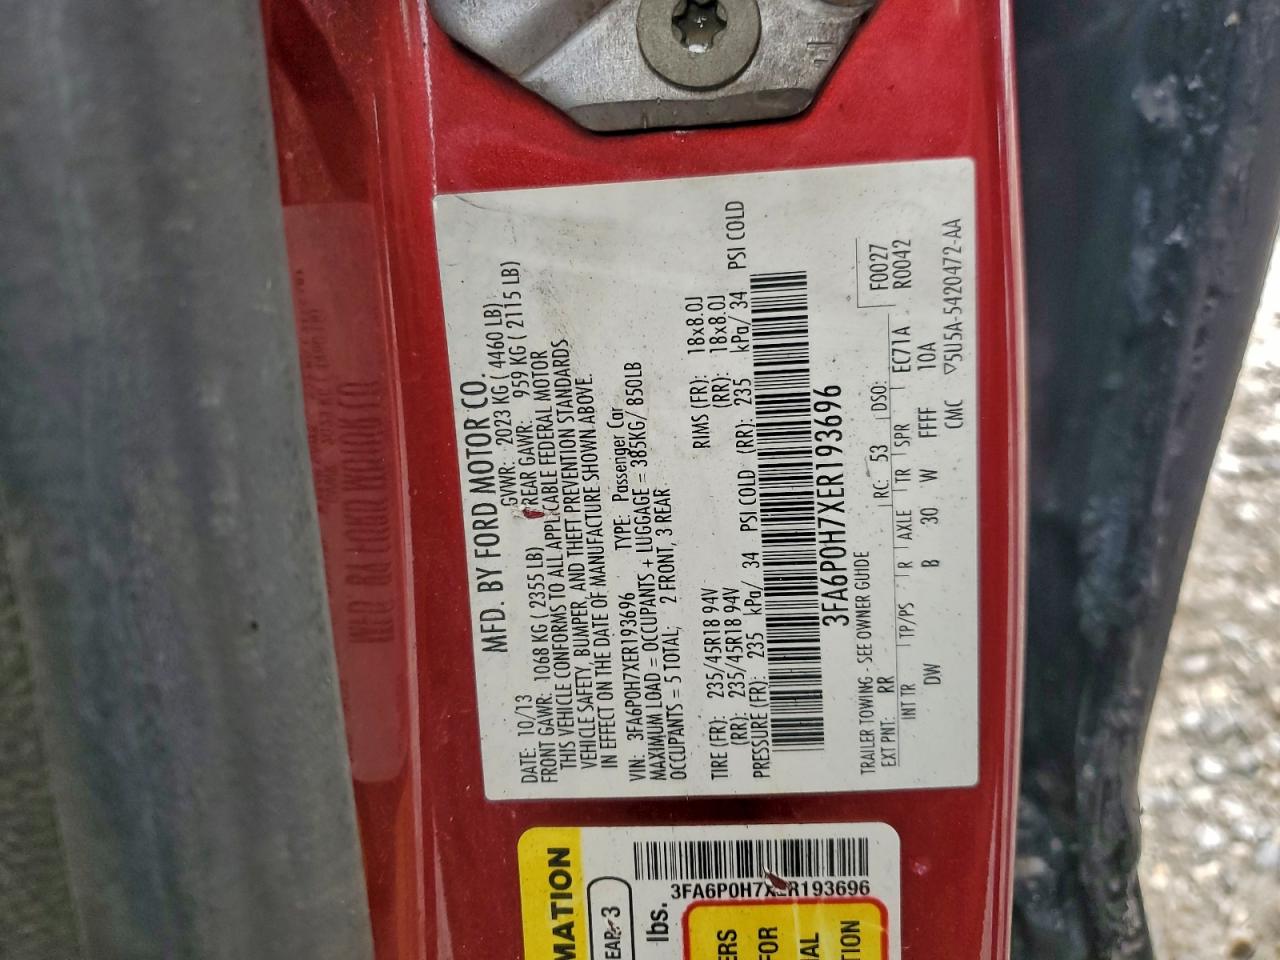 MFD. BY FORD MOTOR CO.
DATE: 10/13 GVWR: 2023 KG ( 4460 LB)
FRONT GAWR: 1068 KG ( 2355 LB) REAR GAWR: 959 KG ( 2115 LB)
THIS VEHICLE CONFORMS TO ALL APPLICABLE FEDERAL MOTOR
VEHICLE SAFETY, BUMPER, AND THEFT PREVENTION STANDARDS
IN EFFECT ON THE DATE OF MANUFACTURE SHOWN ABOVE.
VIN: 3FA6P0H7XER193696 TYPE: Passenger Car
MAXIMUM LOAD = OCCUPANTS + LUGGAGE = 385KG/ 850LB
OCCUPANTS = 5 TOTAL, 2 FRONT, 3 REAR
TIRE (FR): 235/45R18 94V RIMS (FR): 18x8.0J
(RR): 235/45R18 94V (RR): 18x8.0J
PRESSURE (FR): 235 kPa/ 34 PSI COLD (RR): 235 kPa/ 34 PSI COLD
3FA6P0H7XER193696
TRAILER TOWING - SEE OWNER GUIDE
EXT PNT: RR RC: 53 DSO: F0027
INT TR TP/PS R AXLE TR SPR EC71A R0042
DW B 30 W FFFF 10A
CMC ▽5U5A-5420472-AA
MATION
3
3FA6P0H7XER193696
lbs.
ERS
FOR
AL
TION